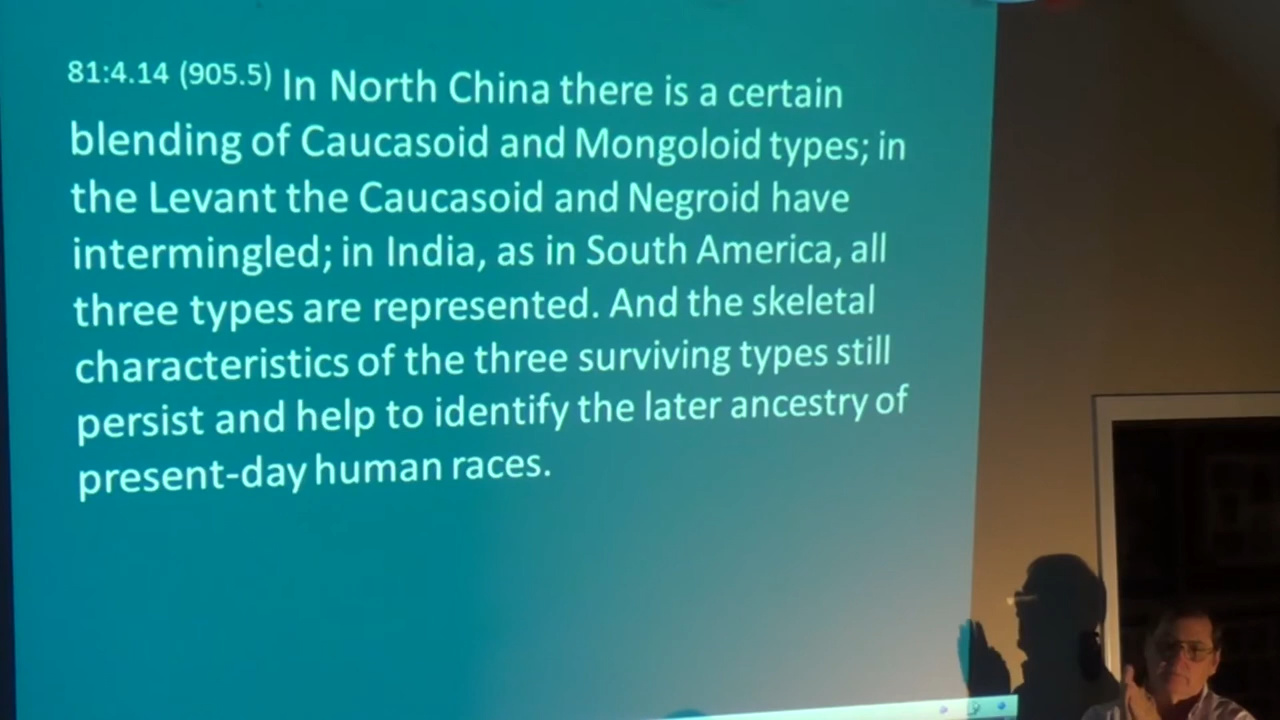 81:4.14 (905.5) In North China there is a certain
blending of Caucasoid and Mongoloid types; in
the Levant the Caucasoid and Negroid have
intermingled; in India, as in South America, all
three types are represented. And the skeletal
characteristics of the three surviving types still
persist and help to identify the later ancestry of
present-day human races.